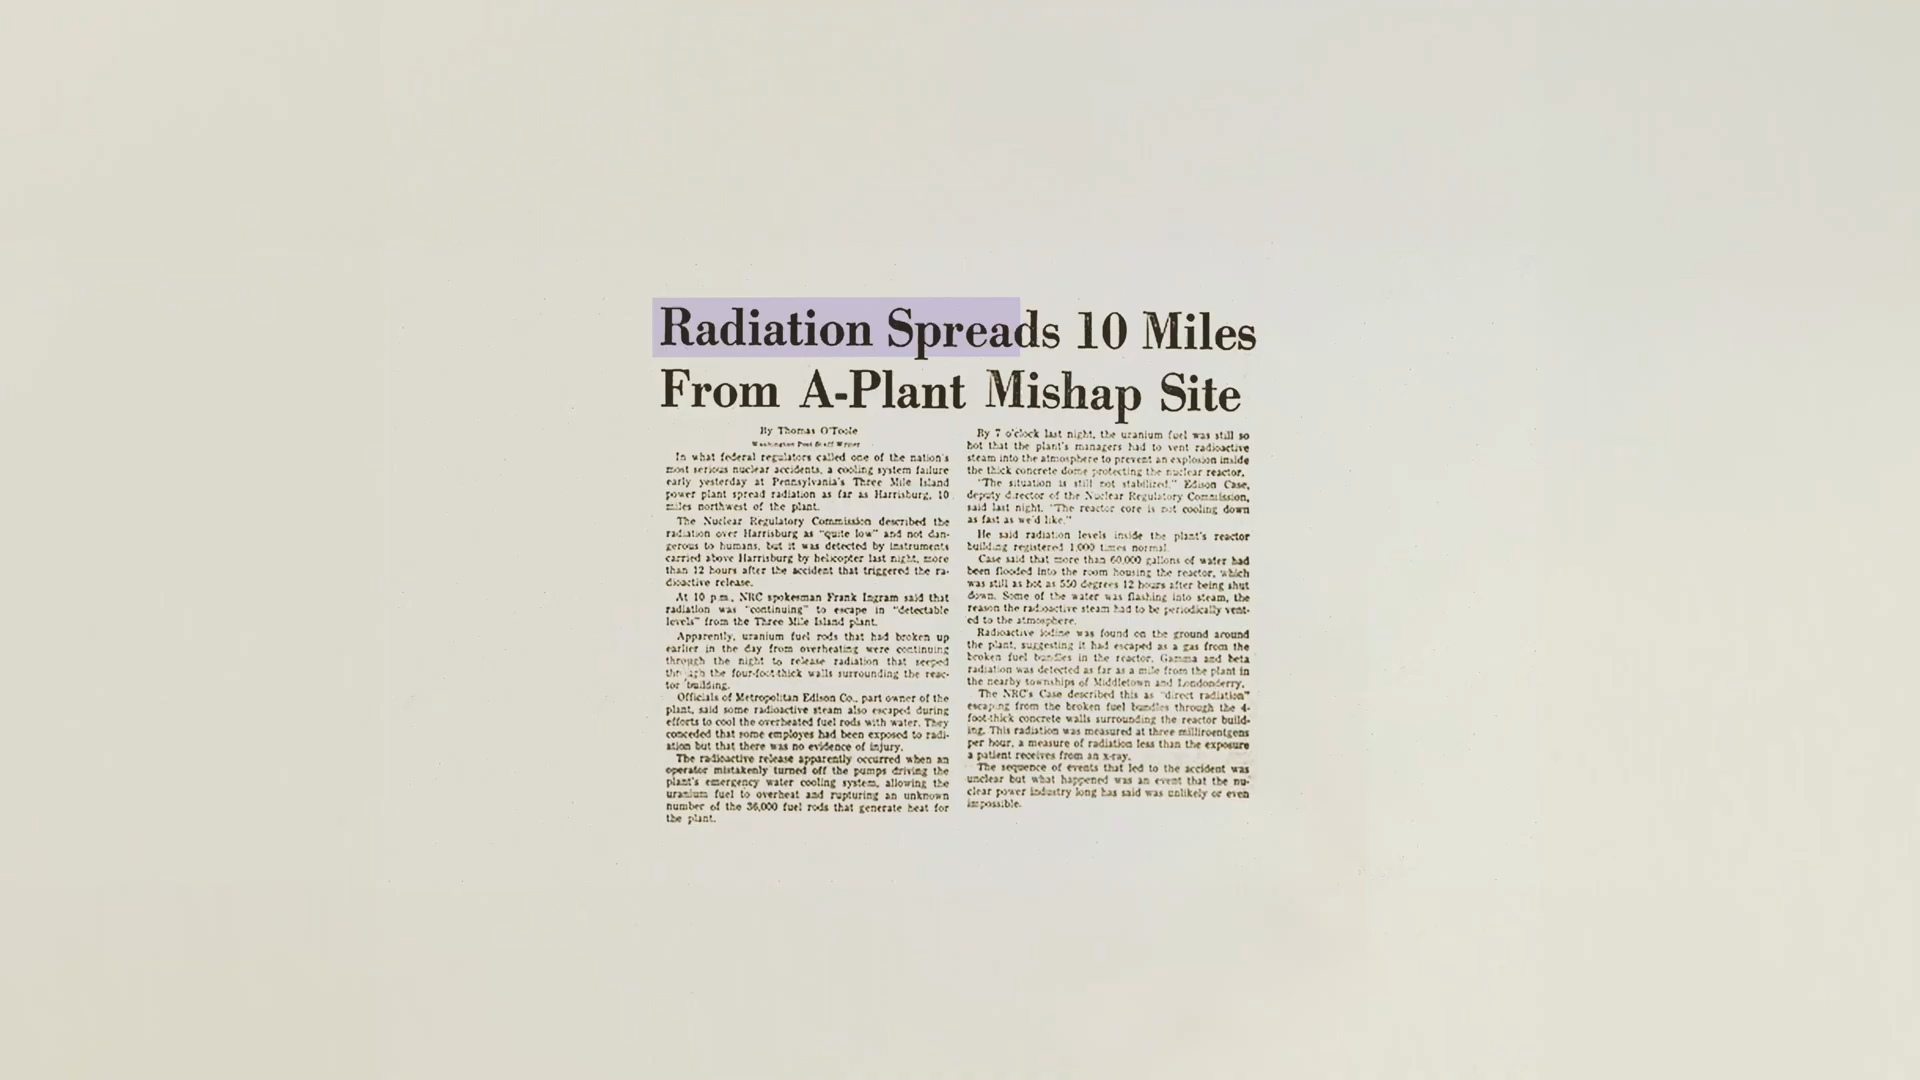 Radiation Spreads 10 Miles
From A-Plant Mishap Site
By Thomas O'Toole
Washington Post Staff Writer
In what federal regulators called one of the nation's
most serious nuclear accidents, a cooling system failure
early yesterday at Pennsylvania's Three Mile Island
power plant spread radiation as far as Harrisburg, 10
miles northwest of the plant.
The Nuclear Regulatory Commission described the
radiation over Harrisburg as "quite low" and not dan-
gerous to humans, but it was detected by instruments
carried above Harrisburg by helicopter last night, more
than 12 hours after the accident that triggered the ra-
dioactive release.
At 10 p.m., NRC spokesman Frank Ingram said that
radiation was "continuing" to escape in "detectable
levels" from the Three Mile Island plant.
Apparently, uranium fuel rods that had broken up
earlier in the day from overheating were continuing
through the night to release radiation that seeped
through the four-foot-thick walls surrounding the reac-
tor building.
Officials of Metropolitan Edison Co., part owner of the
plant, said some radioactive steam also escaped during
efforts to cool the overheated fuel rods with water. They
conceded that some employes had been exposed to radi-
ation but that there was no evidence of injury.
The radioactive release apparently occurred when an
operator mistakenly turned off the pumps driving the
plant's emergency water cooling system, allowing the
uranium fuel to overheat and rupturing an unknown
number of the 36,000 fuel rods that generate heat for
the plant.
By 7 o'clock last night, the uranium fuel was still so
hot that the plant's managers had to vent radioactive
steam into the atmosphere to prevent an explosion inside
the thick concrete dome protecting the nuclear reactor.
"The situation is still not stabilized," Edison Case,
deputy director of the Nuclear Regulatory Commission,
said last night. "The reactor core is not cooling down
as fast as we'd like."
He said radiation levels inside the plant's reactor
building registered 1,000 times normal.
Case said that more than 60,000 gallons of water had
been flooded into the room housing the reactor, which
was still as hot as 550 degrees 12 hours after being shut
down. Some of the water was flashing into steam, the
reason the radioactive steam had to be periodically vent-
ed to the atmosphere.
Radioactive iodine was found on the ground around
the plant, suggesting it had escaped as a gas from the
broken fuel bundles in the reactor. Gamma and beta
radiation was detected as far as a mile from the plant in
the nearby townships of Middletown and Londonderry.
The NRC's Case described this as "direct radiation"
escaping from the broken fuel bundles through the 4-
foot-thick concrete walls surrounding the reactor build-
ing. This radiation was measured at three milliroentgens
per hour, a measure of radiation less than the exposure
a patient receives from an x-ray.
The sequence of events that led to the accident was
unclear but what happened was an event that the nu-
clear power industry long has said was unlikely or even
impossible.